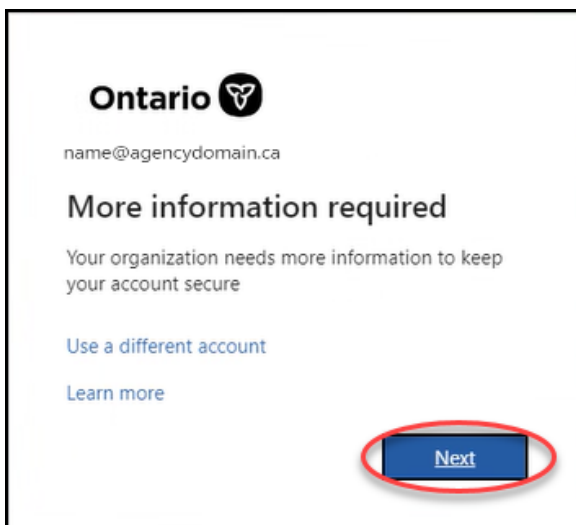 Ontario
name@agencydomain.ca
More information required
Your organization needs more information to keep
your account secure
Use a different account
Learn more
Next